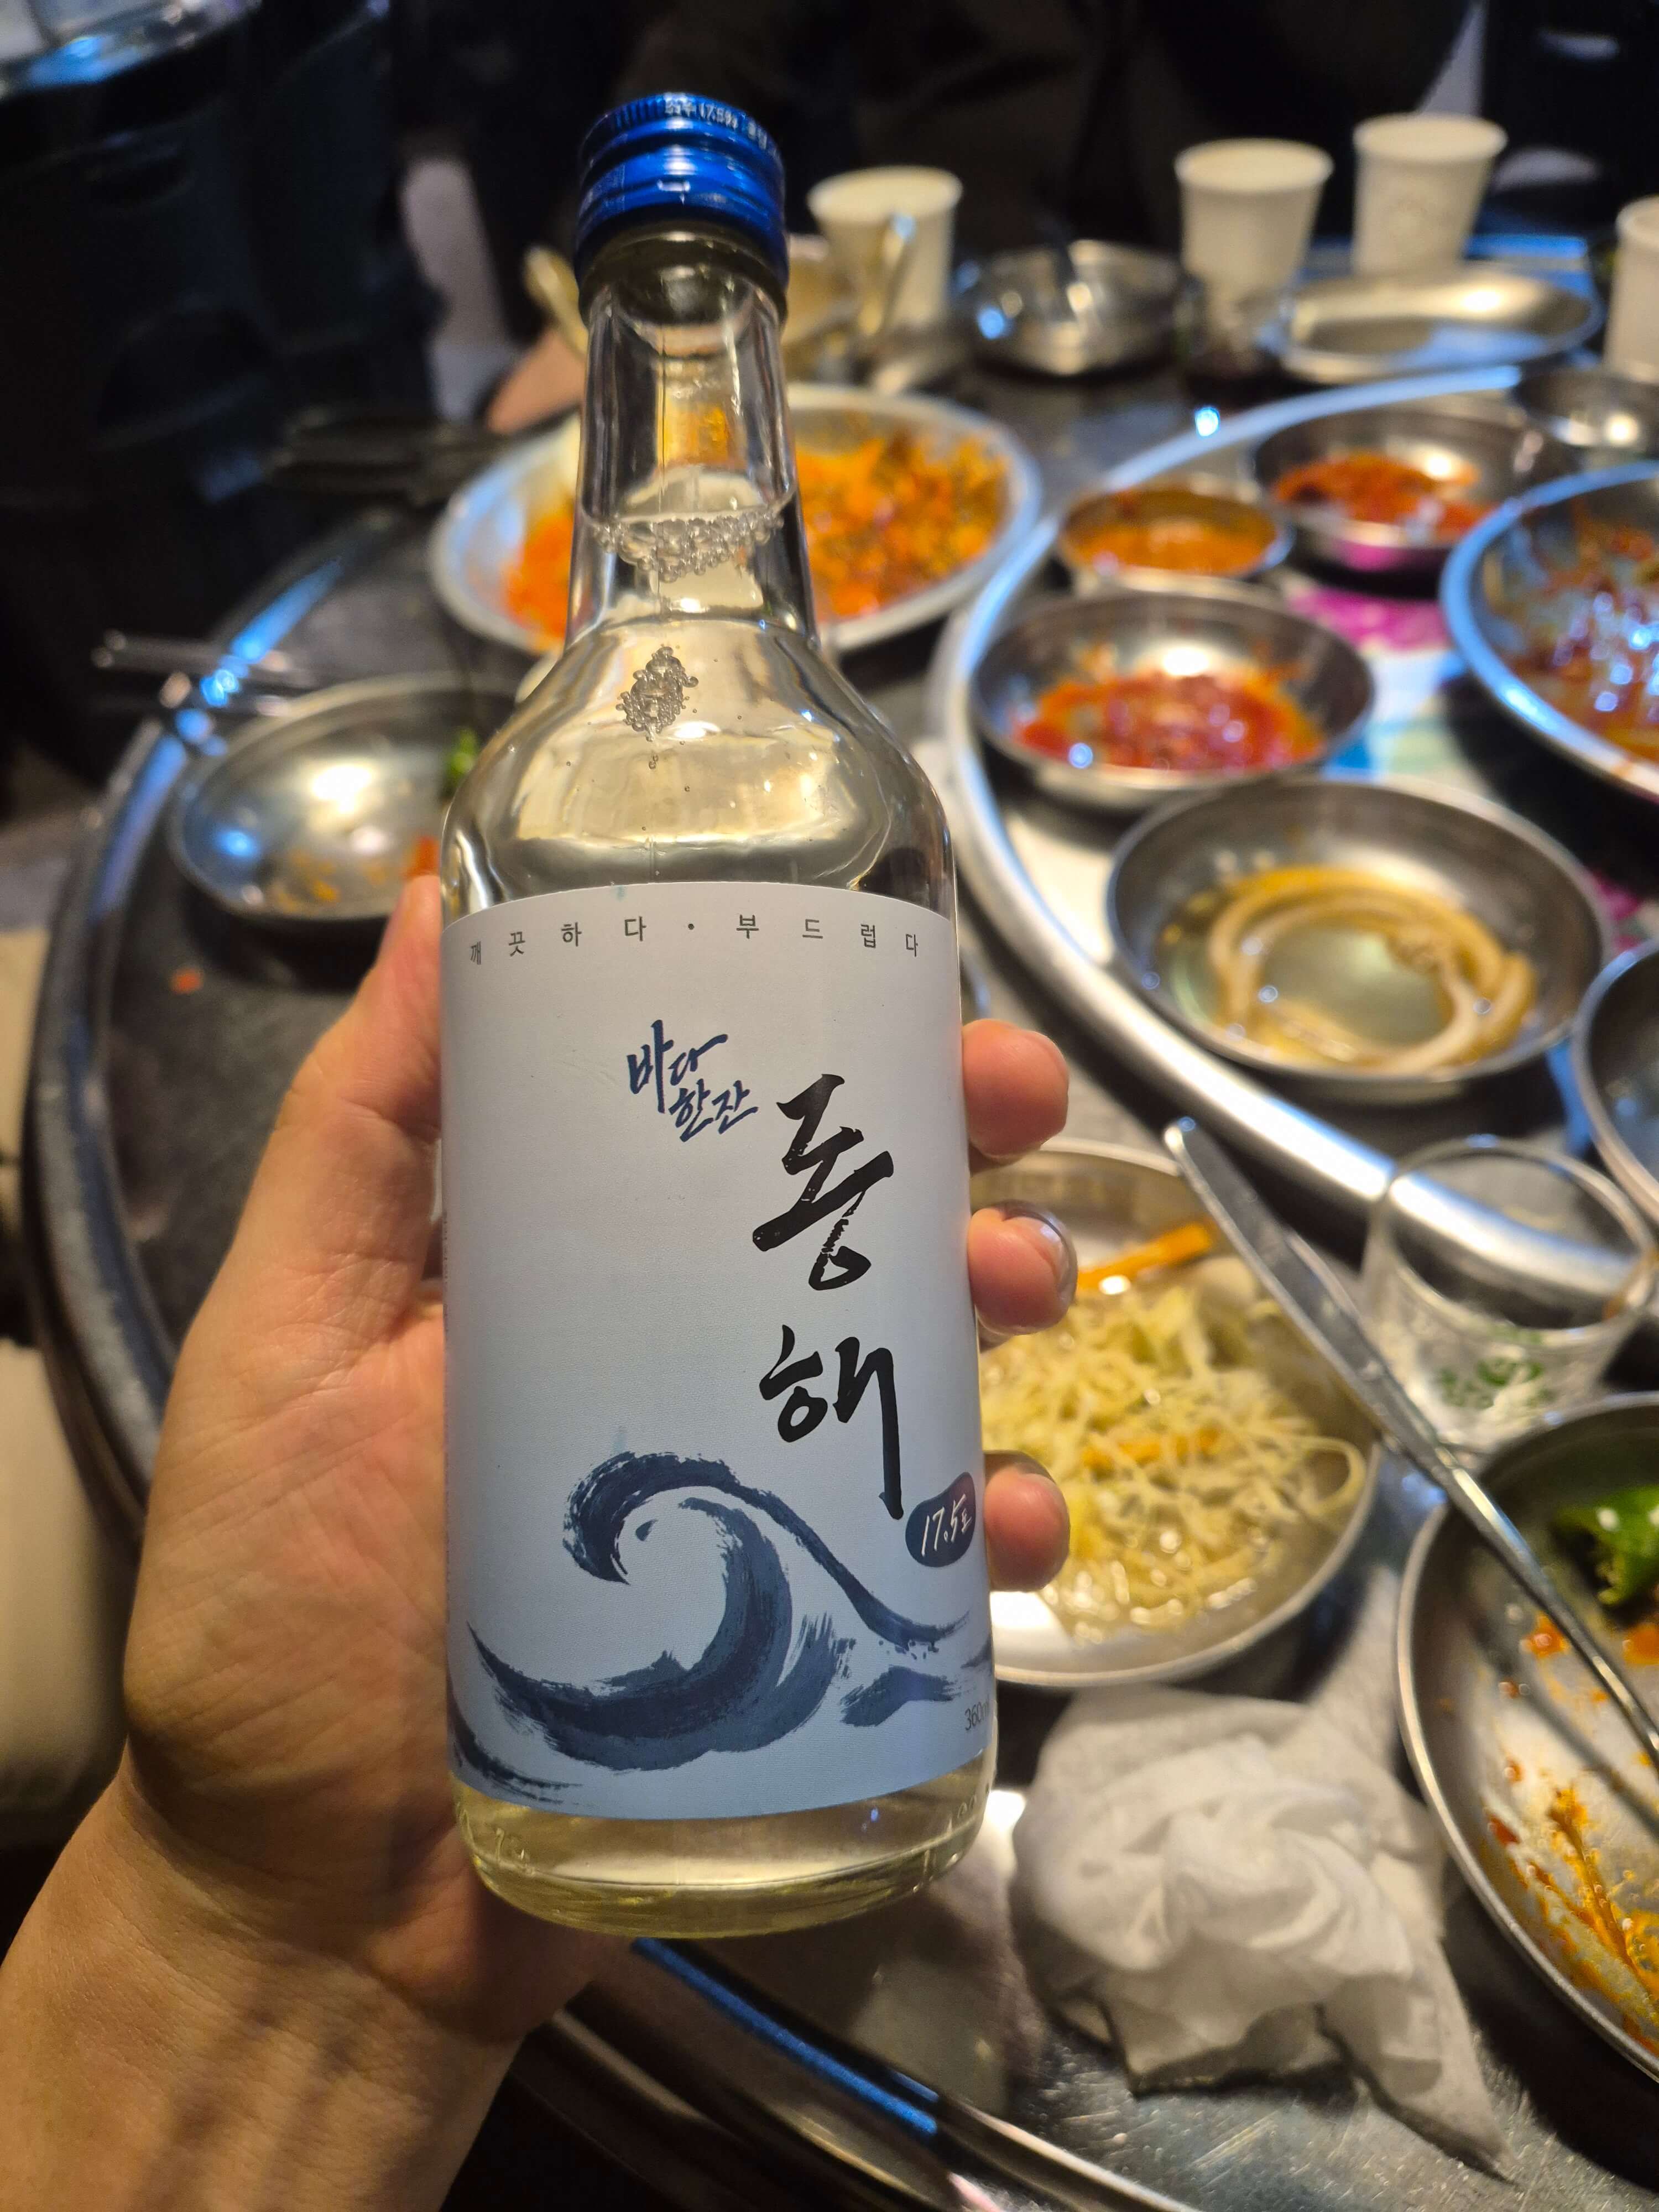 깨끗하다 · 부드럽다
바다
한잔
동해
17.5도
360ml